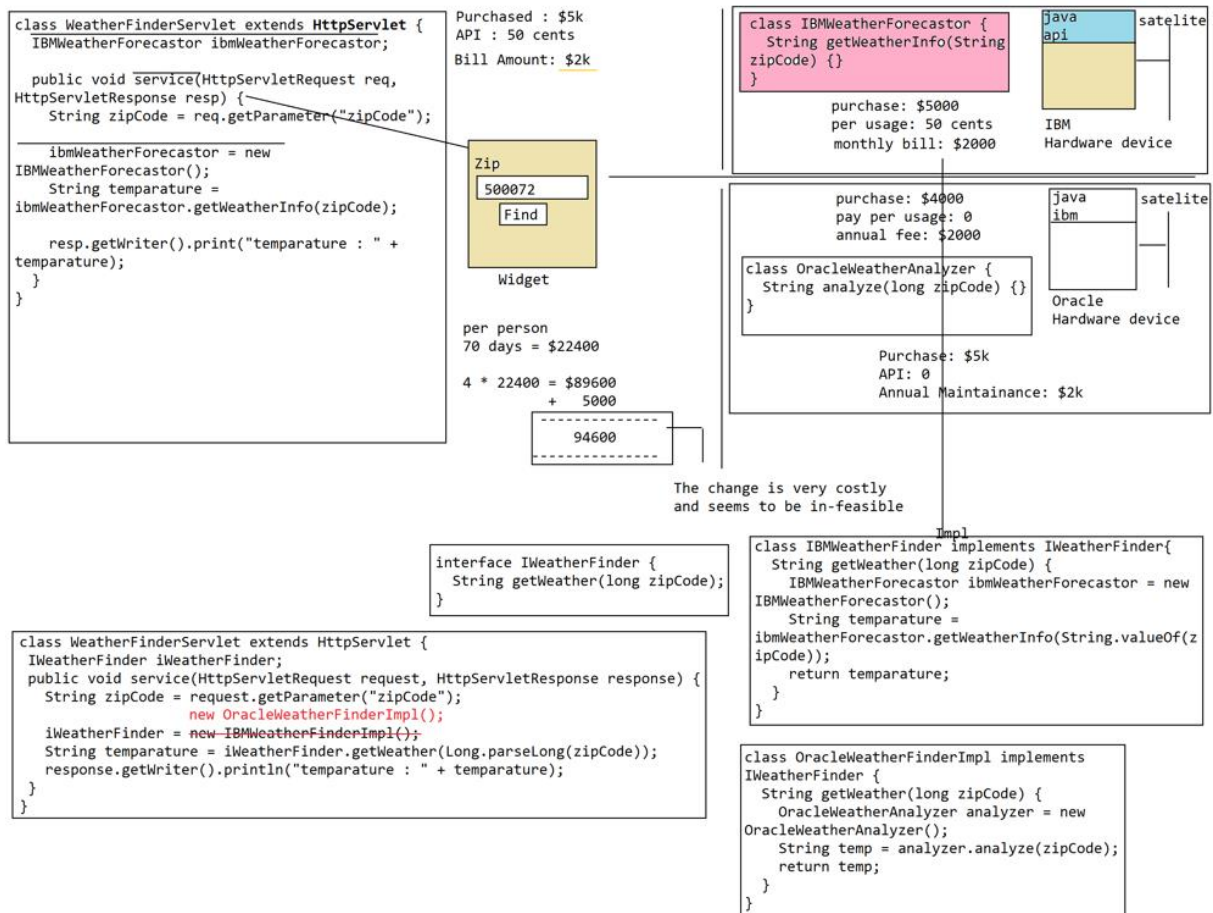 class WeatherFinderServlet extends HttpServlet {
IBMWeatherForecastor ibmWeatherForecastor;
public void service(HttpServletRequest req,
HttpServletResponse resp) {
String zipCode = req.getParameter("zipCode");
ibmWeatherForecastor = new
IBMWeatherForecastor();
String temparature =
ibmWeatherForecastor.getWeatherInfo(zipCode);
resp.getWriter().print("temparature : " +
temparature);
}
}
Purchased : $5k
API : 50 cents
Bill Amount: $2k
Zip
500072
Find
Widget
per person
70 days = $22400
4 * 22400 = $89600
+ 5000
--------------
94600
---------------
The change is very costly
and seems to be in-feasible
class IBMWeatherForecastor {
String getWeatherInfo(String
zipCode) {}
}
java
api
satelite
purchase: $5000
per usage: 50 cents
monthly bill: $2000
IBM
Hardware device
purchase: $4000
pay per usage: 0
annual fee: $2000
java
ibm
satelite
class OracleWeatherAnalyzer {
String analyze(long zipCode) {}
}
Oracle
Hardware device
Purchase: $5k
API: 0
Annual Maintainance: $2k
interface IWeatherFinder {
String getWeather(long zipCode);
}
Impl
class IBMWeatherFinder implements IWeatherFinder{
String getWeather(long zipCode) {
IBMWeatherForecastor ibmWeatherForecastor = new
IBMWeatherForecastor();
String temparature =
ibmWeatherForecastor.getWeatherInfo(String.valueOf(z
ipCode));
return temparature;
}
}
class WeatherFinderServlet extends HttpServlet {
IWeatherFinder iWeatherFinder;
public void service(HttpServletRequest request, HttpServletResponse response) {
String zipCode = request.getParameter("zipCode");
new OracleWeatherFinderImpl();
iWeatherFinder = new IBMWeatherFinderImpl();
String temparature = iWeatherFinder.getWeather(Long.parseLong(zipCode));
response.getWriter().println("temparature : " + temparature);
}
}
class OracleWeatherFinderImpl implements
IWeatherFinder {
String getWeather(long zipCode) {
OracleWeatherAnalyzer analyzer = new
OracleWeatherAnalyzer();
String temp = analyzer.analyze(zipCode);
return temp;
}
}